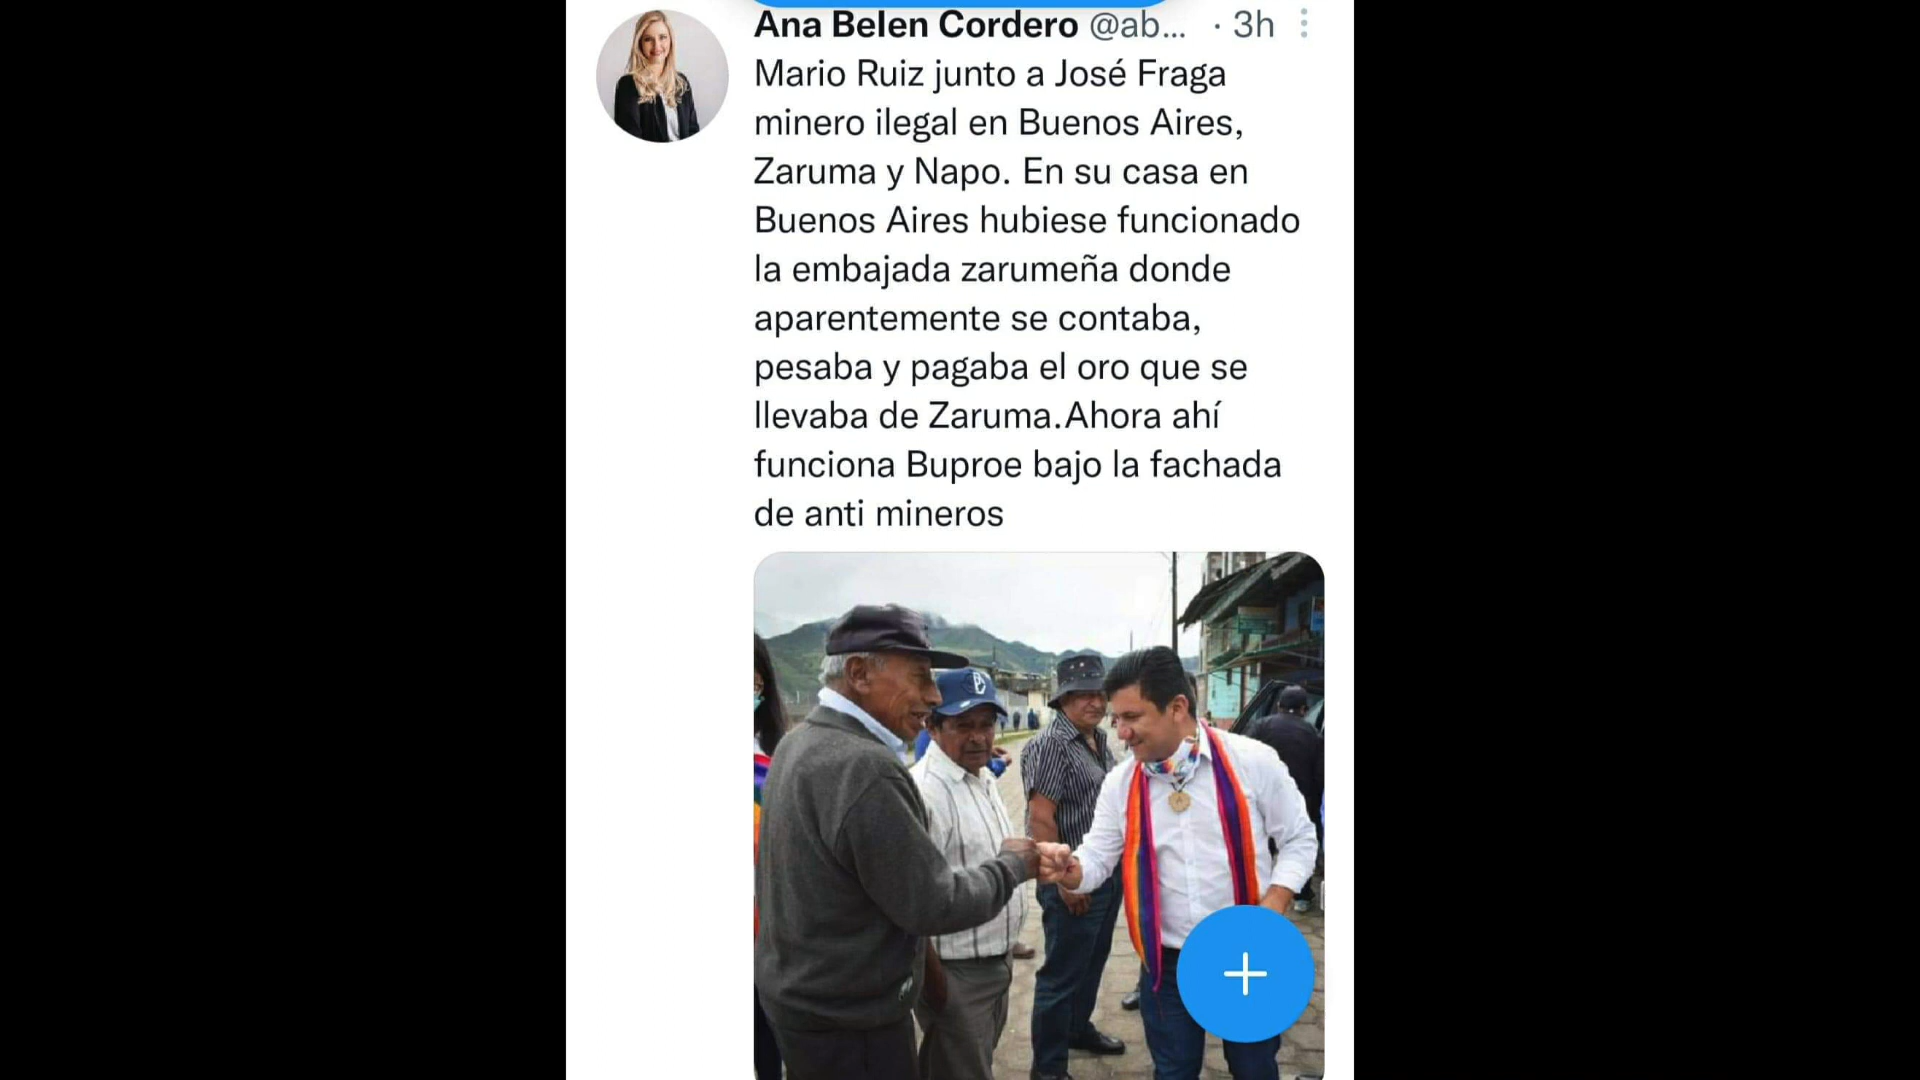 Ana Belen Cordero @ab... · 3h
Mario Ruiz junto a José Fraga
minero ilegal en Buenos Aires,
Zaruma y Napo. En su casa en
Buenos Aires hubiese funcionado
la embajada zarumeña donde
aparentemente se contaba,
pesaba y pagaba el oro que se
llevaba de Zaruma.Ahora ahí
funciona Buproe bajo la fachada
de anti mineros